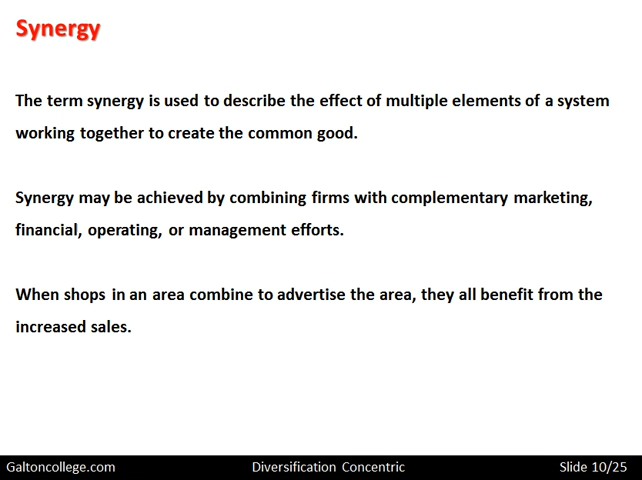 Synergy
The term synergy is used to describe the effect of multiple elements of a system
working together to create the common good.
Synergy may be achieved by combining firms with complementary marketing,
financial, operating, or management efforts.
When shops in an area combine to advertise the area, they all benefit from the
increased sales.
Galtoncollege.com Diversification Concentric Slide 10/25